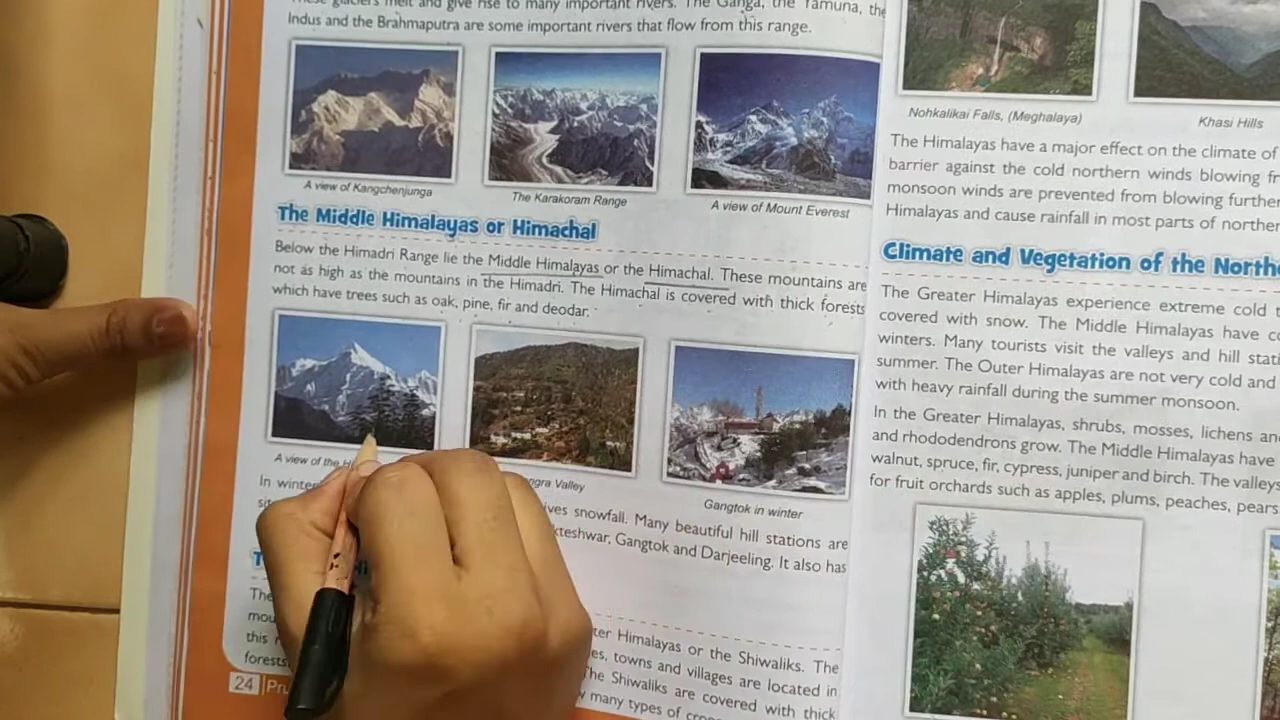 These glaciers melt and give rise to many important rivers. The Ganga, the Yamuna, the
Indus and the Brahmaputra are some important rivers that flow from this range.
A view of Kangchenjunga
The Karakoram Range
A view of Mount Everest
The Middle Himalayas or Himachal
Below the Himadri Range lie the Middle Himalayas or the Himachal. These mountains are
not as high as the mountains in the Himadri. The Himachal is covered with thick forests
which have trees such as oak, pine, fir and deodar.
A view of the
ngra Valley
Gangtok in winter
In winter
ives snowfall. Many beautiful hill stations are
kteshwar, Gangtok and Darjeeling. It also has
ter Himalayas or the Shiwaliks. The
es, towns and villages are located in
this
he Shiwaliks are covered with thick
forests
many types of
24
Nohkalikai Falls, (Meghalaya)
Khasi Hills
The Himalayas have a major effect on the climate of
barrier against the cold northern winds blowing
monsoon winds are prevented from blowing further
Himalayas and cause rainfall in most parts of
Climate and Vegetation of the
The Greater Himalayas experience extreme cold
covered with snow. The Middle Himalayas have
winters. Many tourists visit the valleys and hill
summer. The Outer Himalayas are not very cold and
with heavy rainfall during the summer monsoon.
In the Greater Himalayas, shrubs, mosses, lichens
and rhododendrons grow. The Middle Himalayas have
walnut, spruce, fir, cypress, juniper and birch. The valleys
for fruit orchards such as apples, plums, peaches, pears